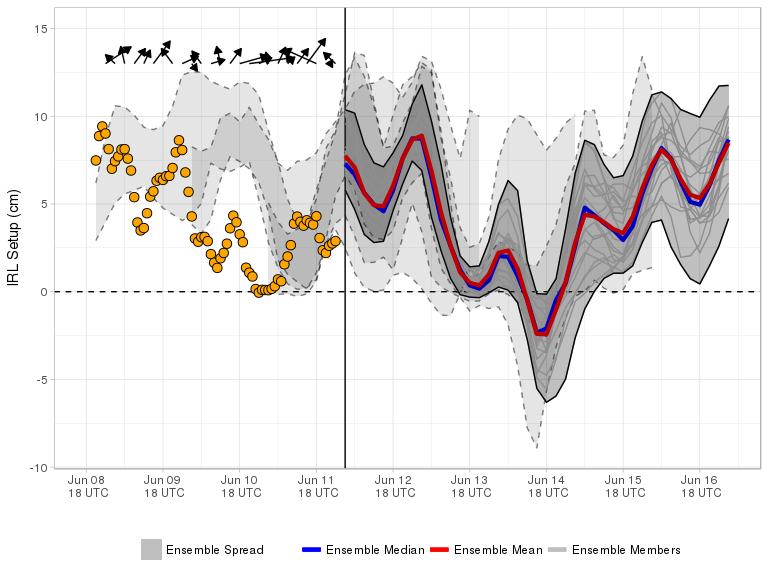 15
10
5
0
-5
-10
IRL Setup (cm)
Jun 08 Jun 09 Jun 10 Jun 11 Jun 12 Jun 13 Jun 14 Jun 15 Jun 16
18 UTC 18 UTC 18 UTC 18 UTC 18 UTC 18 UTC 18 UTC 18 UTC 18 UTC
Ensemble Spread Ensemble Median Ensemble Mean Ensemble Members